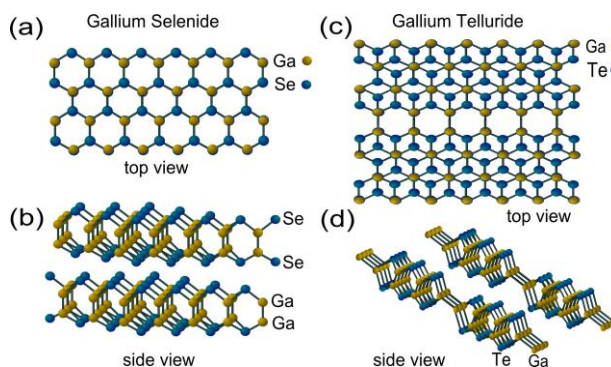 (a) Gallium Selenide
Ga
Se
top view
(b)
Se
Se
Ga
Ga
side view
(c) Gallium Telluride
Ga
Te
top view
(d)
side view
Te Ga